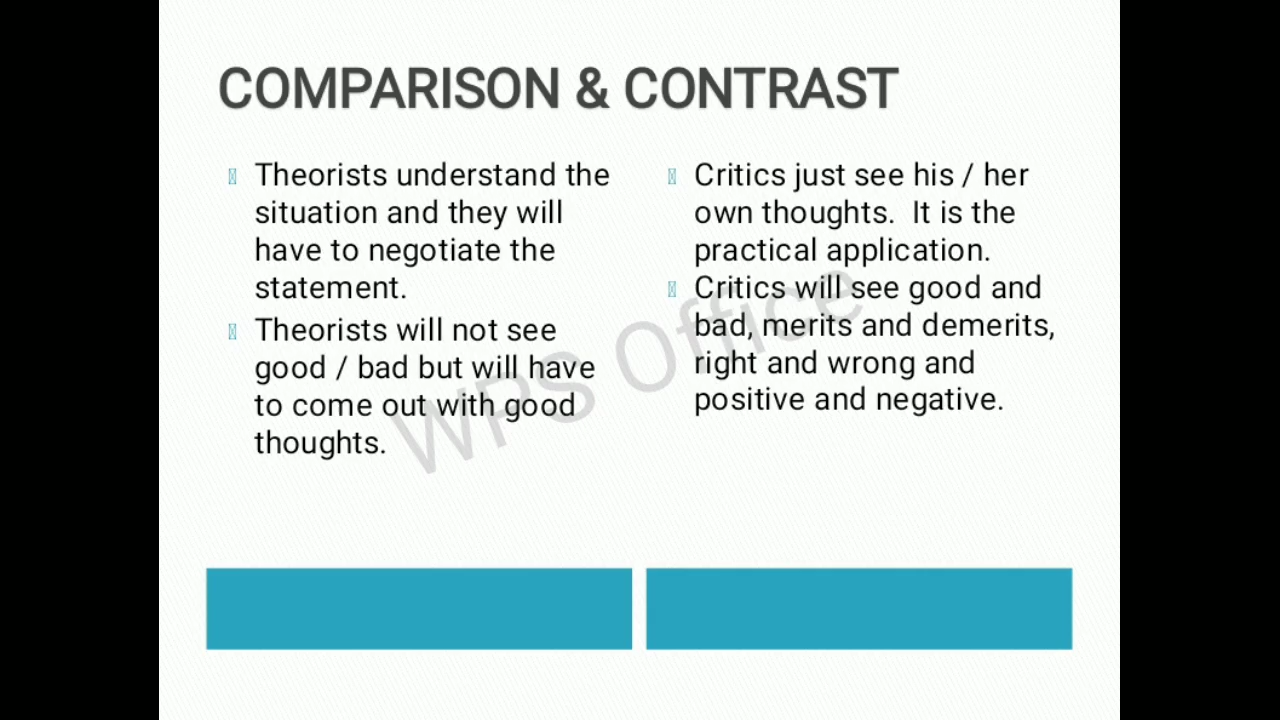 COMPARISON & CONTRAST
Theorists understand the
situation and they will
have to negotiate the
statement.
Theorists will not see
good / bad but will have
to come out with good
thoughts.
Critics just see his / her
own thoughts.  It is the
practical application.
Critics will see good and
bad, merits and demerits,
right and wrong and
positive and negative.
WPS Office